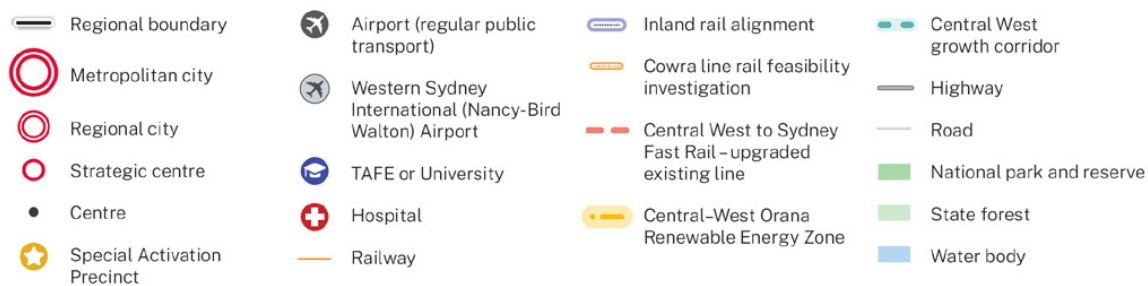 Regional boundary
Metropolitan city
Regional city
Strategic centre
Centre
Special Activation
Precinct
Airport (regular public
transport)
Western Sydney
International (Nancy-Bird
Walton) Airport
TAFE or University
Hospital
Railway
Inland rail alignment
Cowra line rail feasibility
investigation
Central West to Sydney
Fast Rail – upgraded
existing line
Central–West Orana
Renewable Energy Zone
Central West
growth corridor
Highway
Road
National park and reserve
State forest
Water body